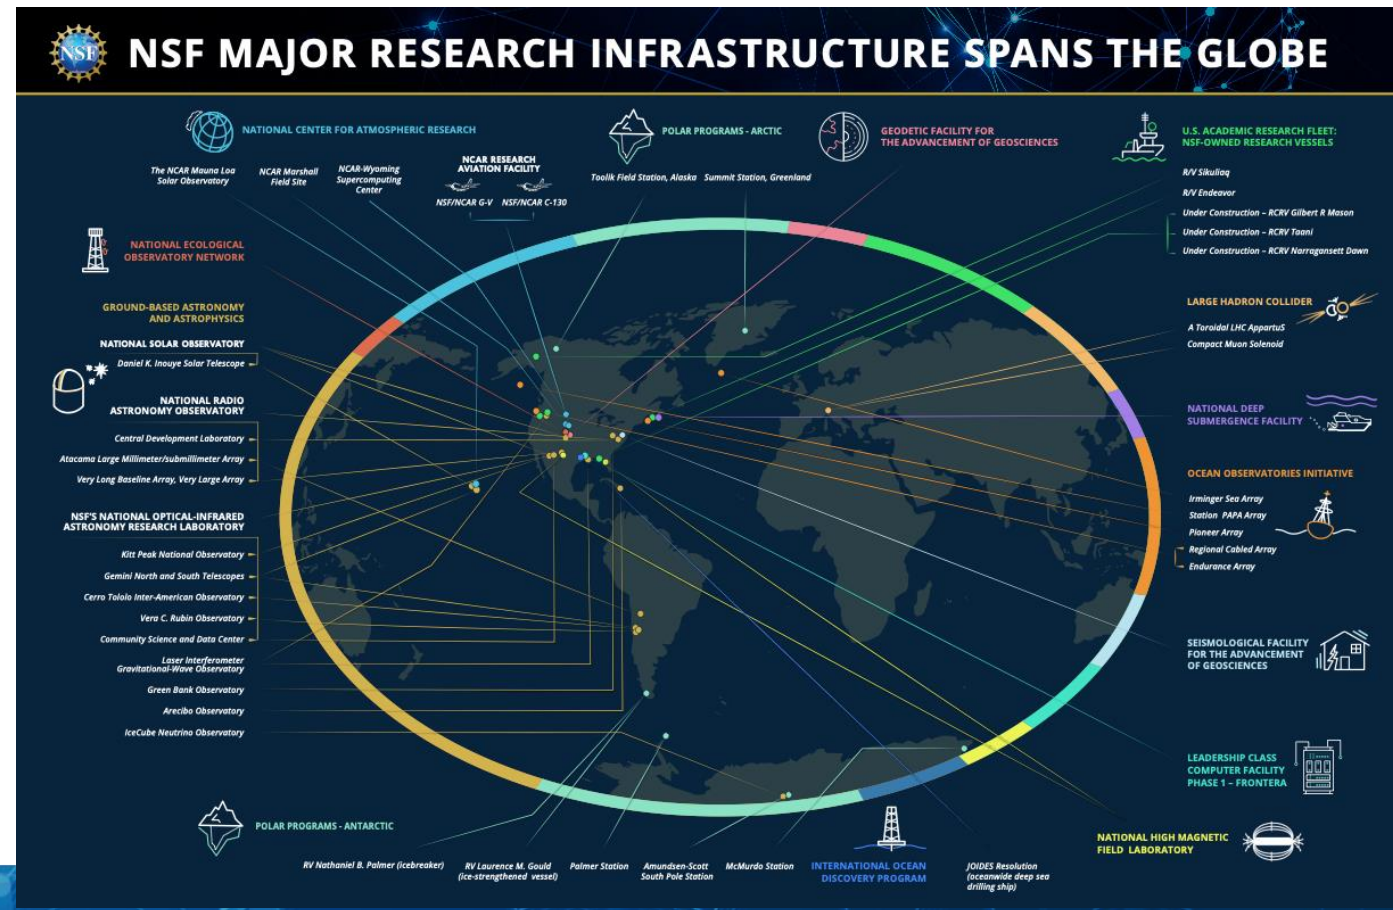 NSF
NSF MAJOR RESEARCH INFRASTRUCTURE SPANS THE GLOBE
NATIONAL CENTER FOR ATMOSPHERIC RESEARCH
The NCAR Mauna Loa
Solar Observatory
NCAR Marshall
Field Site
NCAR-Wyoming
Supercomputing
Center
NCAR RESEARCH
AVIATION FACILITY
NSF/NCAR G-V
NSF/NCAR C-130
POLAR PROGRAMS - ARCTIC
Toolik Field Station, Alaska
Summit Station, Greenland
GEODETIC FACILITY FOR
THE ADVANCEMENT OF GEOSCIENCES
U.S. ACADEMIC RESEARCH FLEET:
NSF-OWNED RESEARCH VESSELS
R/V Sikuliaq
R/V Endeavor
Under Construction – RCRV Gilbert R Mason
Under Construction – RCRV Taani
Under Construction – RCRV Narragansett Dawn
NATIONAL ECOLOGICAL
OBSERVATORY NETWORK
GROUND-BASED ASTRONOMY
AND ASTROPHYSICS
NATIONAL SOLAR OBSERVATORY
Daniel K. Inouye Solar Telescope
NATIONAL RADIO
ASTRONOMY OBSERVATORY
Central Development Laboratory
Atacama Large Millimeter/submillimeter Array
Very Long Baseline Array, Very Large Array
NSF'S NATIONAL OPTICAL-INFRARED
ASTRONOMY RESEARCH LABORATORY
Kitt Peak National Observatory
Gemini North and South Telescopes
Cerro Tololo Inter-American Observatory
Vera C. Rubin Observatory
Community Science and Data Center
Laser Interferometer
Gravitational-Wave Observatory
Green Bank Observatory
Arecibo Observatory
IceCube Neutrino Observatory
LARGE HADRON COLLIDER
A Toroidal LHC AppartuS
Compact Muon Solenoid
NATIONAL DEEP
SUBMERGENCE FACILITY
OCEAN OBSERVATORIES INITIATIVE
Irminger Sea Array
Station PAPA Array
Pioneer Array
Regional Cabled Array
Endurance Array
SEISMOLOGICAL FACILITY
FOR THE ADVANCEMENT
OF GEOSCIENCES
LEADERSHIP CLASS
COMPUTER FACILITY
PHASE 1 – FRONTERA
NATIONAL HIGH MAGNETIC
FIELD LABORATORY
POLAR PROGRAMS - ANTARCTIC
RV Nathaniel B. Palmer (icebreaker)
RV Laurence M. Gould
(ice-strengthened vessel)
Palmer Station
Amundsen-Scott
South Pole Station
McMurdo Station
INTERNATIONAL OCEAN
DISCOVERY PROGRAM
JOIDES Resolution
(oceanwide deep sea
drilling ship)